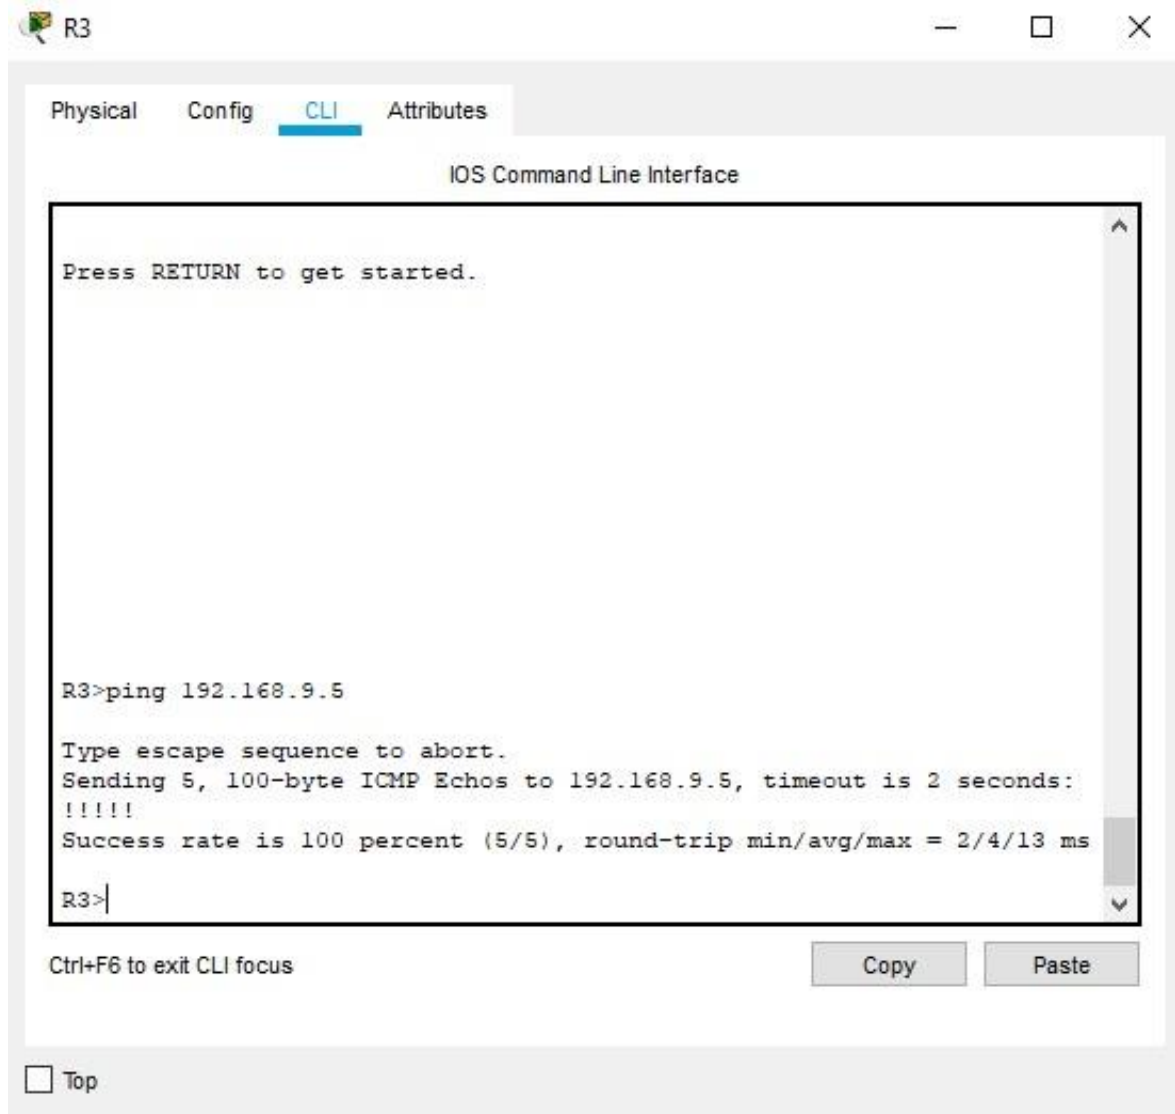 R3
Physical Config CLI Attributes
IOS Command Line Interface
Press RETURN to get started.
R3>ping 192.168.9.5
Type escape sequence to abort.
Sending 5, 100-byte ICMP Echos to 192.168.9.5, timeout is 2 seconds:
!!!!!
Success rate is 100 percent (5/5), round-trip min/avg/max = 2/4/13 ms
R3>
Ctrl+F6 to exit CLI focus
Copy Paste
Top